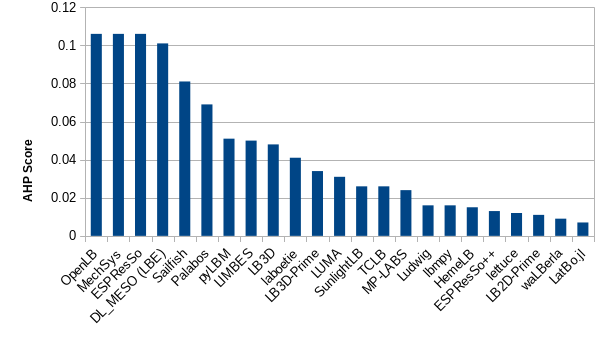 0.12
0.1
0.08
0.06
0.04
0.02
0
AHP Score
OpenLB
MechSys
ESPResSo
DL_MESO (LBE)
Sailfish
Palabos
pyLBM
LIMBES
LB3D
laboetie
LB3D-Prime
LUMA
SunlightLB
TCLB
MP-LABS
Ludwig
lbmpy
HemeLB
ESPResSo++
lettuce
LB2D-Prime
waLBerla
LatBo.jl